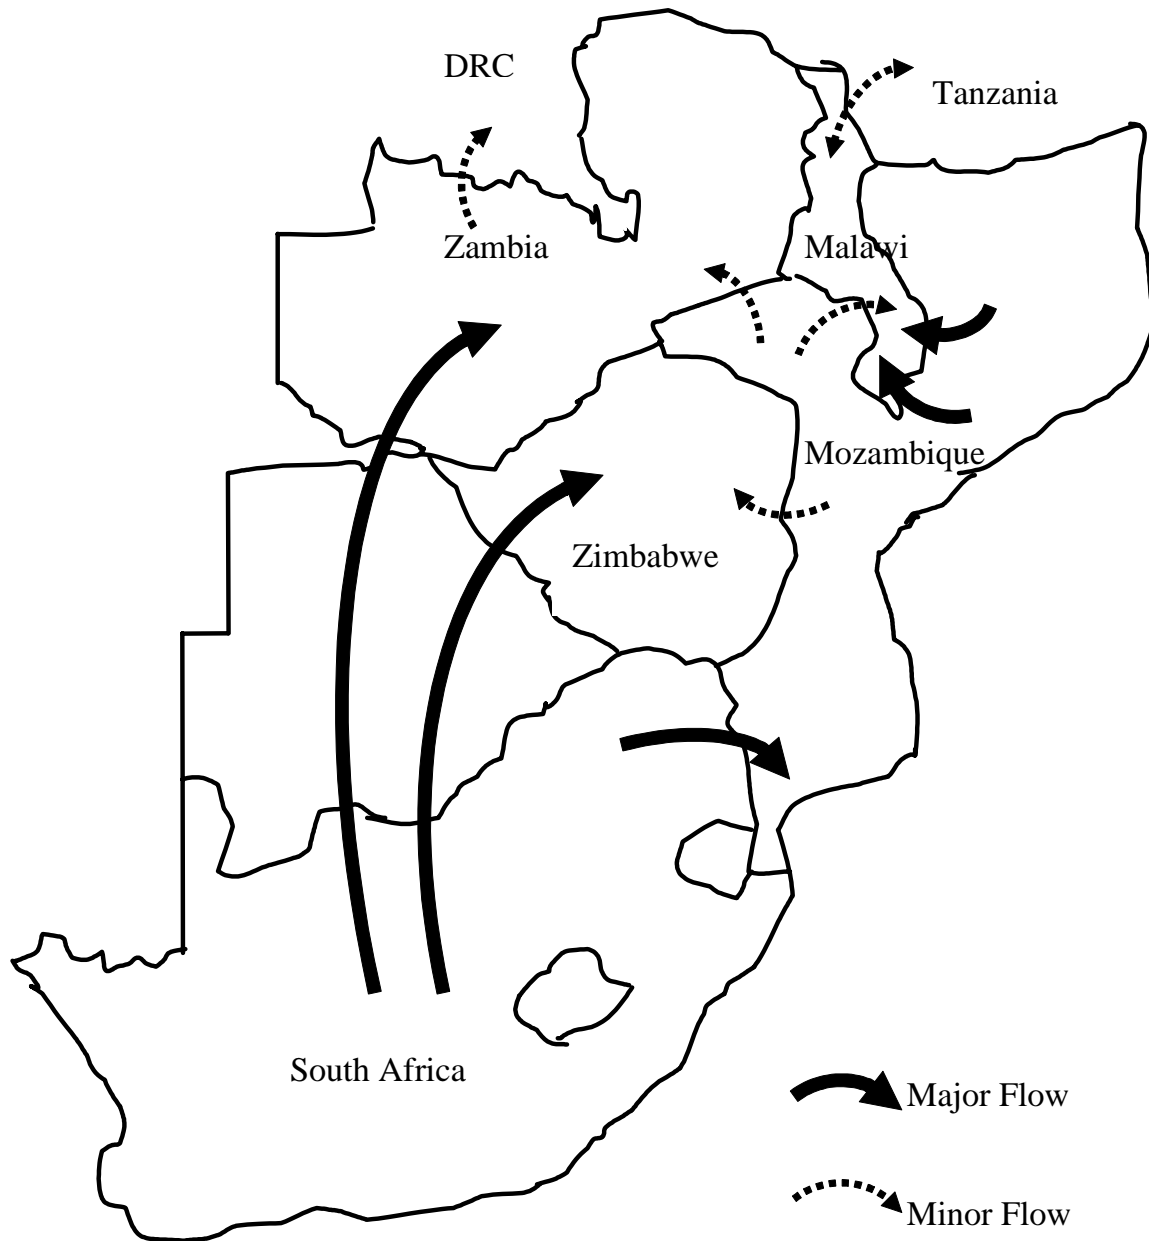 DRC
Tanzania
Zambia
Malawi
Mozambique
Zimbabwe
South Africa
Major Flow
Minor Flow